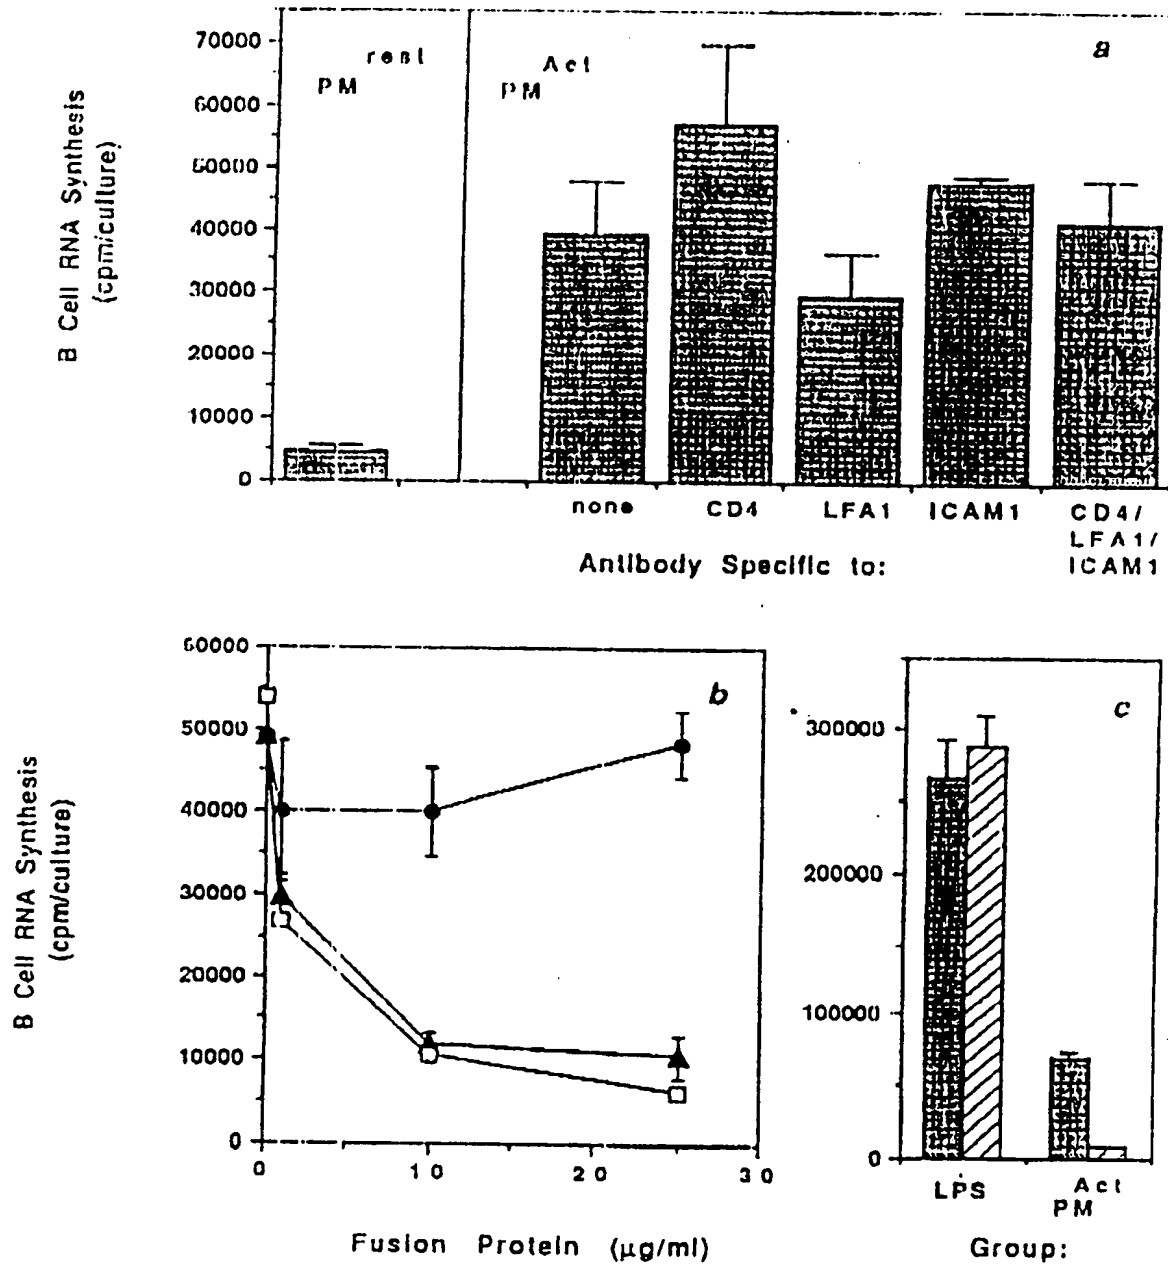 a
B Cell RNA Synthesis
(cpm/culture)
70000
60000
50000
40000
30000
20000
10000
0
PM rest
PM Act
none
CD4
LFA1
ICAM1
CD4/
LFA1/
ICAM1
Antibody Specific to:
b
B Cell RNA Synthesis
(cpm/culture)
60000
50000
40000
30000
20000
10000
0
0
10
20
30
Fusion Protein (µg/ml)
c
300000
200000
100000
0
LPS
PM Act
Group: